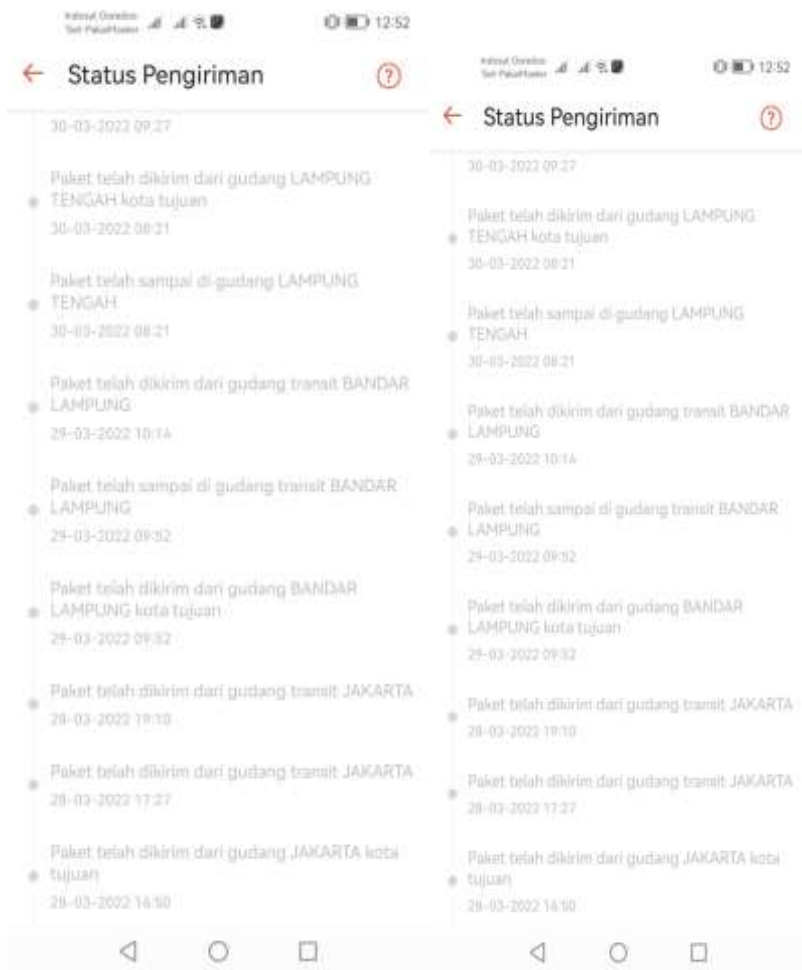 Indosat Ooredoo
12:52
Status Pengiriman
30-03-2022 09:27
Paket telah dikirim dari gudang LAMPUNG
TENGAH kota tujuan
30-03-2022 08:21
Paket telah sampai di gudang LAMPUNG
TENGAH
30-03-2022 08:21
Paket telah dikirim dari gudang transit BANDAR
LAMPUNG
29-03-2022 10:14
Paket telah sampai di gudang transit BANDAR
LAMPUNG
29-03-2022 09:52
Paket telah dikirim dari gudang BANDAR
LAMPUNG kota tujuan
29-03-2022 09:52
Paket telah dikirim dari gudang transit JAKARTA
28-03-2022 19:10
Paket telah dikirim dari gudang transit JAKARTA
28-03-2022 17:27
Paket telah dikirim dari gudang JAKARTA kota
tujuan
28-03-2022 16:50
Indosat Ooredoo
12:52
Status Pengiriman
30-03-2022 09:27
Paket telah dikirim dari gudang LAMPUNG
TENGAH kota tujuan
30-03-2022 08:21
Paket telah sampai di gudang LAMPUNG
TENGAH
30-03-2022 08:21
Paket telah dikirim dari gudang transit BANDAR
LAMPUNG
29-03-2022 10:14
Paket telah sampai di gudang transit BANDAR
LAMPUNG
29-03-2022 09:52
Paket telah dikirim dari gudang BANDAR
LAMPUNG kota tujuan
29-03-2022 09:52
Paket telah dikirim dari gudang transit JAKARTA
28-03-2022 19:10
Paket telah dikirim dari gudang transit JAKARTA
28-03-2022 17:27
Paket telah dikirim dari gudang JAKARTA kota
tujuan
28-03-2022 16:50